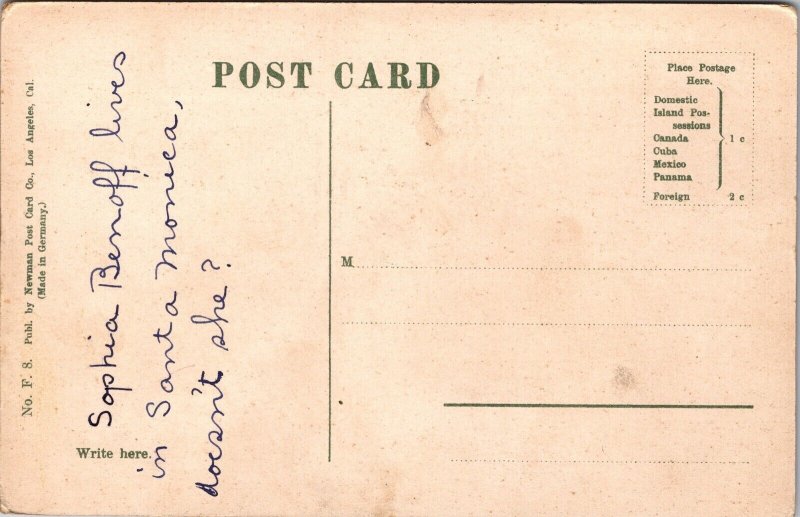 POST CARD
Place Postage
Here.
Domestic
Island Pos-
sessions
Canada
Cuba
Mexico
Panama
1 c
Foreign 2 c
No. F. 8. Publ. by Newman Post Card Co., Los Angeles, Cal.
(Made in Germany.)
Sophia Benoff lives
in Santa Monica,
doesn't she?
Write here.
M